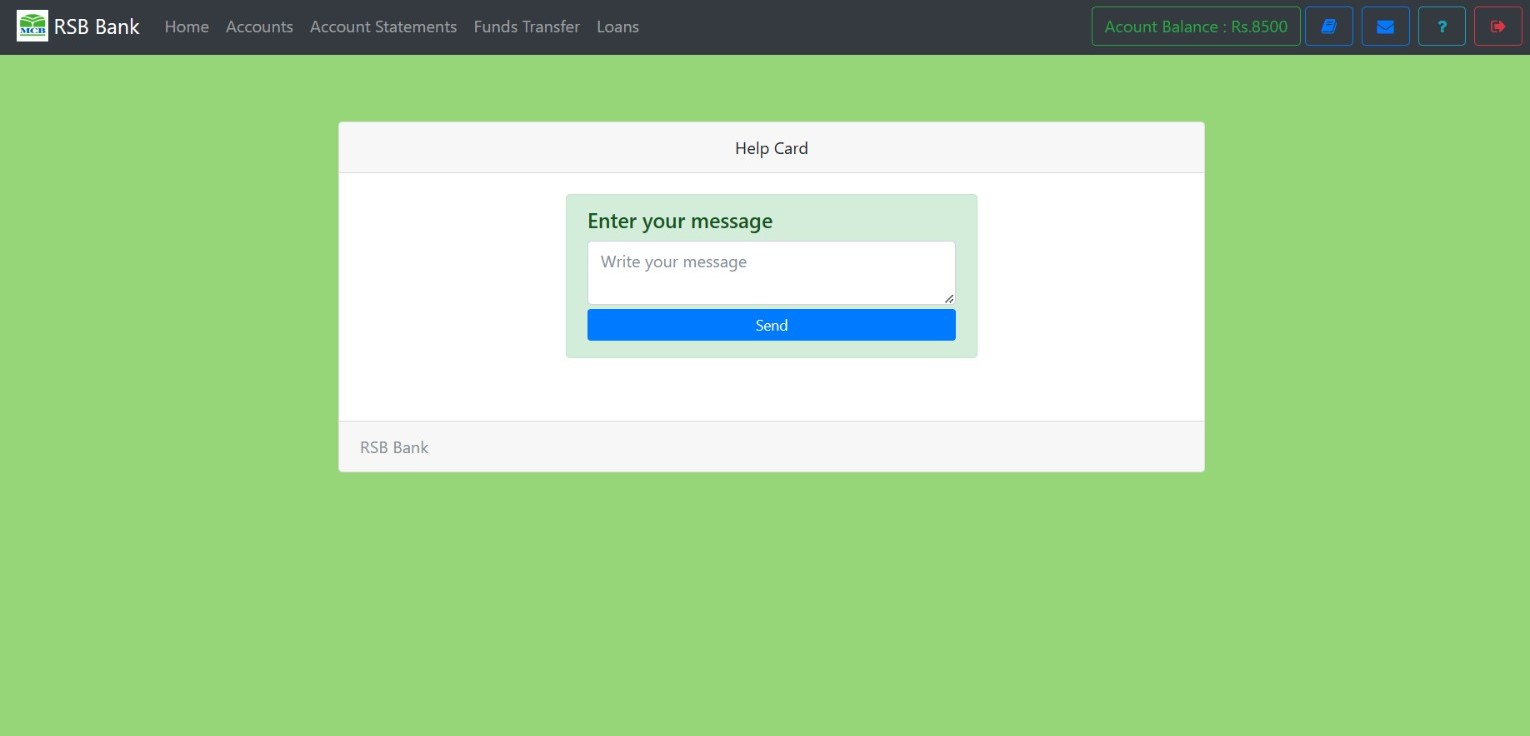 MCB RSB Bank Home Accounts Account Statements Funds Transfer Loans Acount Balance : Rs.8500 ?
Help Card
Enter your message
Write your message
Send
RSB Bank